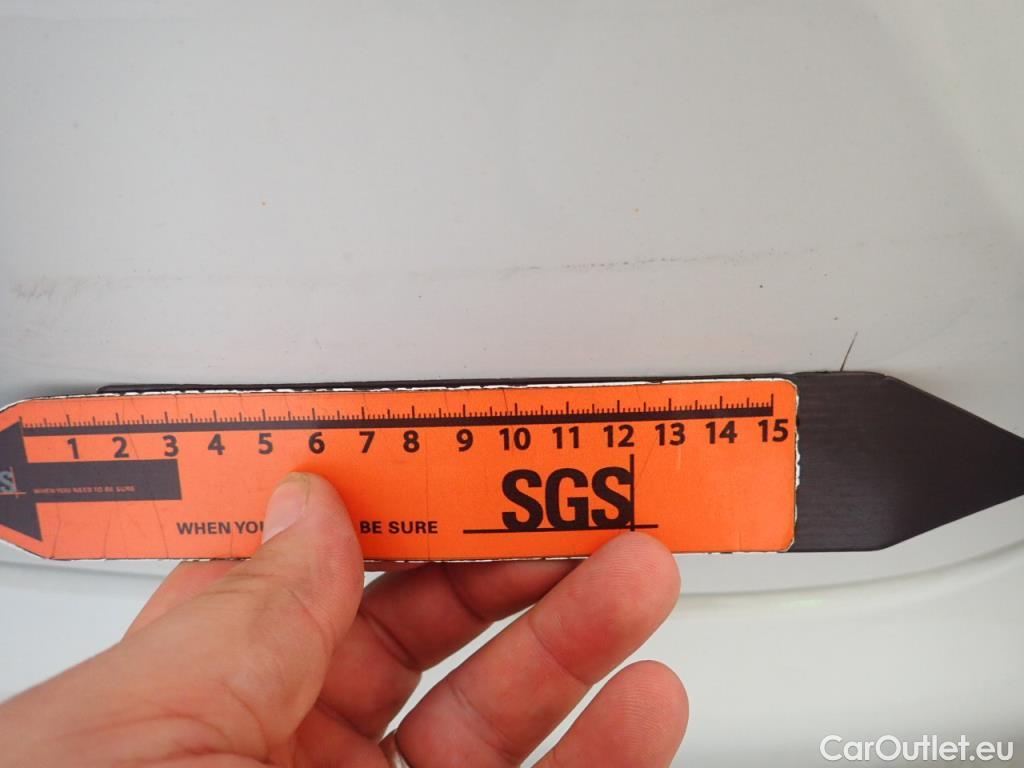 1 2 3 4 5 6 7 8 9 10 11 12 13 14 15
S
WHEN YOU NEED TO BE SURE
SGS
WHEN YOU BE SURE
CarOutlet.eu